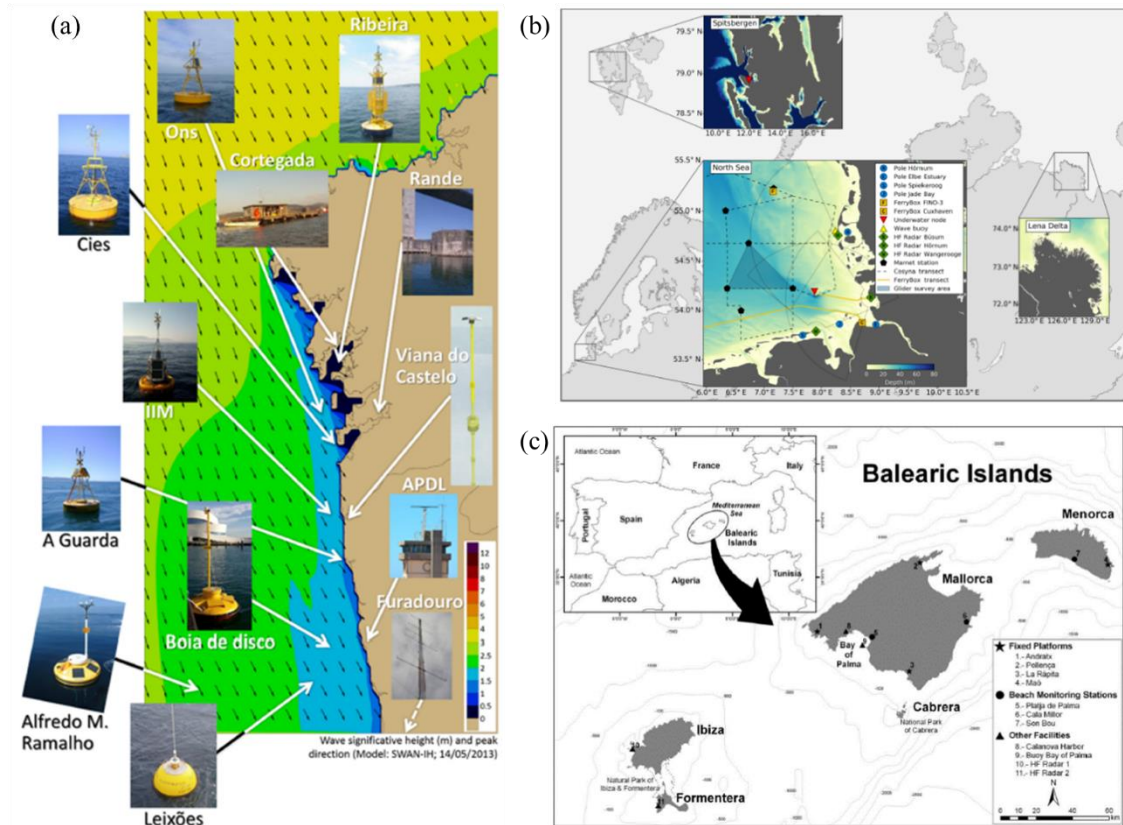 (a)
Ons
Ribeira
Cortegada
Rande
Cies
Viana do
Castelo
IIM
A Guarda
APDL
Boia de disco
Furadouro
Alfredo M.
Ramalho
Leixões
12
10
8
7
6
5
4
3.5
3
2.5
2
1.5
1
0.5
0
Wave significative height (m) and peak
direction (Model: SWAN-IH; 14/05/2013)
(b)
Spitsbergen
79.5° N
79.0° N
78.5° N
10.0° E 12.0° E 14.0° E 16.0° E
North Sea
55.5° N
55.0° N
54.5° N
54.0° N
53.5° N
6.0° E 6.5° E 7.0° E 7.5° E 8.0° E 8.5° E 9.0° E 9.5° E 10.0° E
Pole Hörnum
Pole Elbe Estuary
Pole Spiekeroog
Pole Jade Bay
FerryBox FINO-3
FerryBox Cuxhaven
Underwater node
Wave buoy
HF Radar Büsum
HF Radar Hörnum
HF Radar Wangerooge
Marnet station
Cosyna transect
FerryBox transect
Glider survey area
0 20 40 60 80
Depth (m)
Lena Delta
74.0° N
73.0° N
72.0° N
123.0° E 126.0° E 129.0° E
(c)
Atlantic Ocean
France
Italy
Portugal
Spain
Mediterranean
Sea
Balearic
Islands
Atlantic
Ocean
Algeria
Tunisia
Morocco
Balearic Islands
Menorca
Mallorca
Bay of
Palma
Cabrera
National Park
of Cabrera
Ibiza
Natural Park of
Ibiza & Formentera
Formentera
Fixed Platforms
1.- Andratx
2.- Pollença
3.- La Ràpita
4.- Maó
Beach Monitoring Stations
5.- Platja de Palma
6.- Cala Millor
7.- Son Bou
Other Facilities
8.- Calanova Harbor
9.- Buoy Bay of Palma
10.- HF Radar 1
11.- HF Radar 2
N
0 10 20 40 60
km